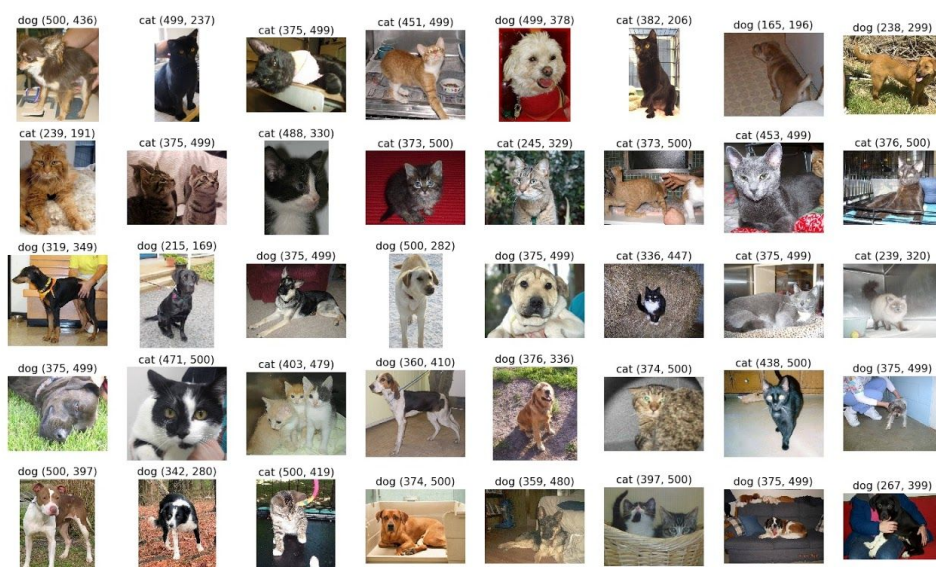 dog (500, 436)
cat (499, 237)
cat (375, 499)
cat (451, 499)
dog (499, 378)
cat (382, 206)
dog (165, 196)
dog (238, 299)
cat (239, 191)
cat (375, 499)
cat (488, 330)
cat (373, 500)
cat (245, 329)
cat (373, 500)
cat (453, 499)
cat (376, 500)
dog (319, 349)
dog (215, 169)
dog (375, 499)
dog (500, 282)
dog (375, 499)
cat (336, 447)
cat (375, 499)
cat (239, 320)
dog (375, 499)
cat (471, 500)
cat (403, 479)
dog (360, 410)
dog (376, 336)
cat (374, 500)
cat (438, 500)
dog (375, 499)
dog (500, 397)
dog (342, 280)
cat (500, 419)
dog (374, 500)
dog (359, 480)
cat (397, 500)
dog (375, 499)
dog (267, 399)